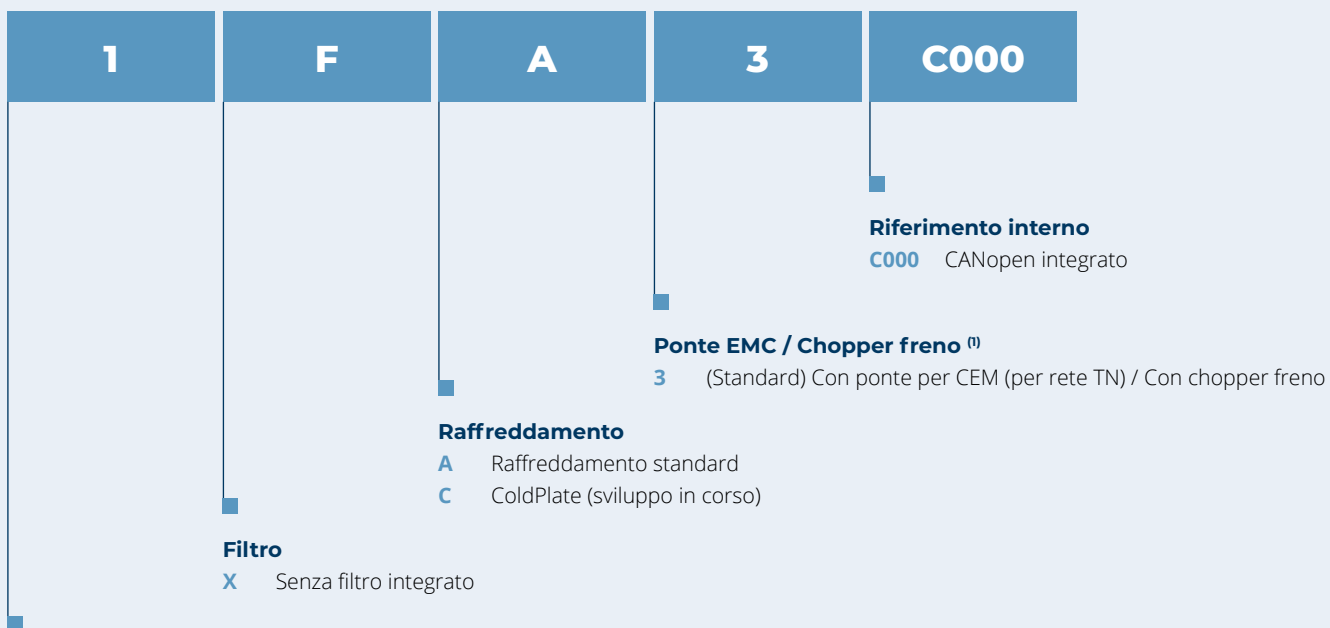 1 F A 3 C000
Riferimento interno
C000 CANopen integrato
Ponte EMC / Chopper freno (1)
3 (Standard) Con ponte per CEM (per rete TN) / Con chopper freno
Raffreddamento
A Raffreddamento standard
C ColdPlate (sviluppo in corso)
Filtro
X Senza filtro integrato